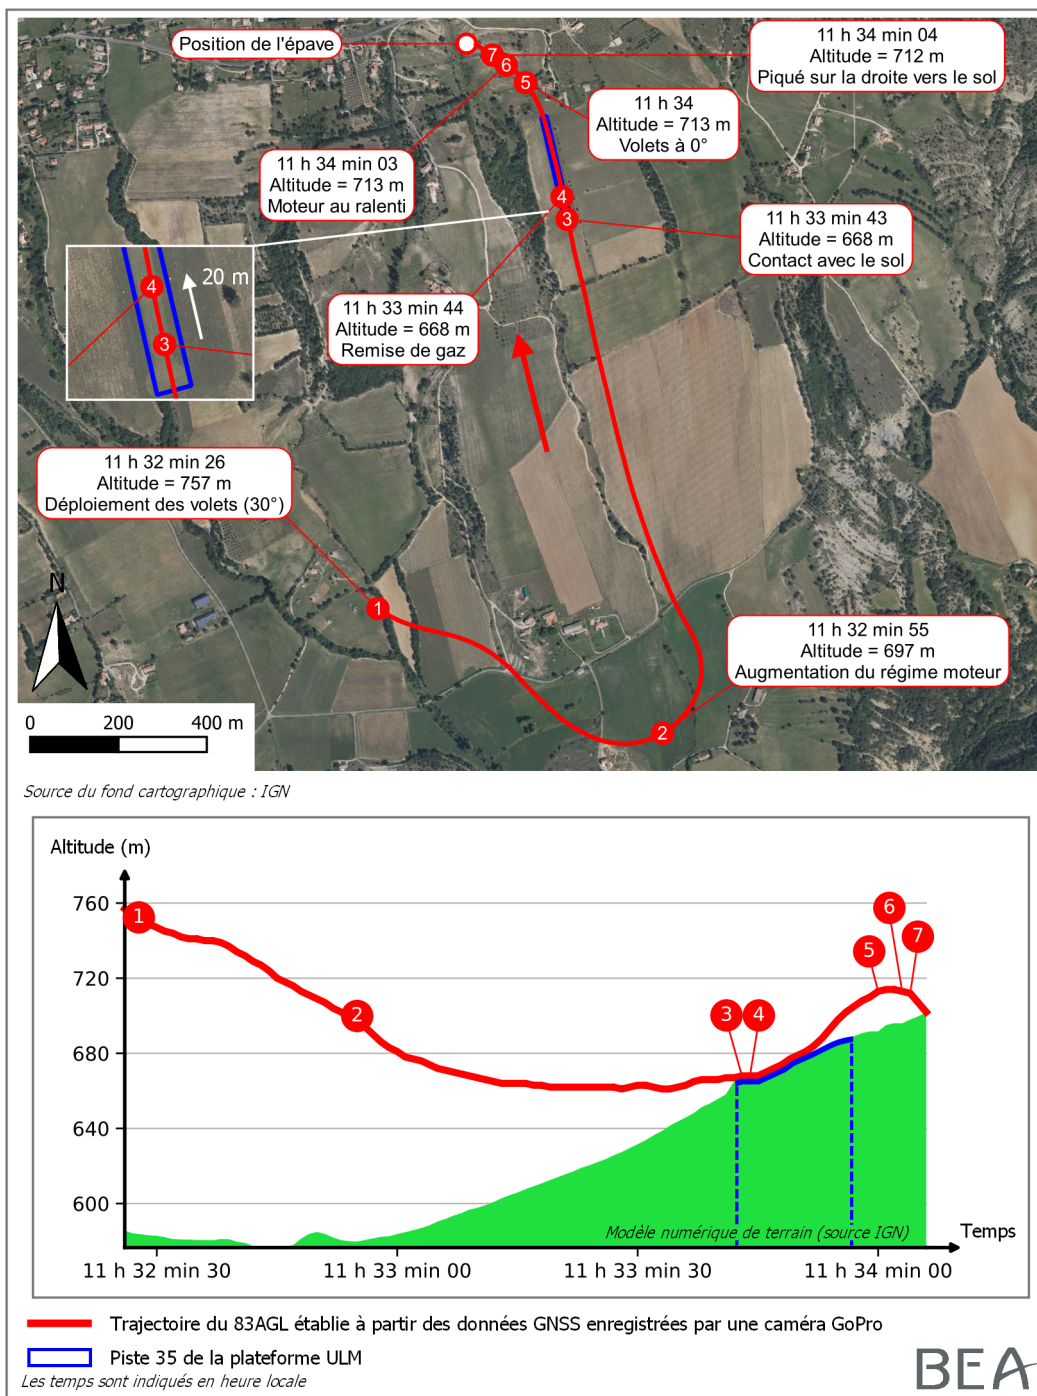 Position de l'épave
7
6
5
11 h 34 min 04
Altitude = 712 m
Piqué sur la droite vers le sol
11 h 34
Altitude = 713 m
Volets à 0°
11 h 34 min 03
Altitude = 713 m
Moteur au ralenti
4
3
11 h 33 min 43
Altitude = 668 m
Contact avec le sol
20 m
4
3
11 h 33 min 44
Altitude = 668 m
Remise de gaz
11 h 32 min 26
Altitude = 757 m
Déploiement des volets (30°)
N
1
11 h 32 min 55
Altitude = 697 m
Augmentation du régime moteur
2
0 200 400 m
Source du fond cartographique : IGN
Altitude (m)
760
720
680
640
600
1
2
3
4
5
6
7
Modèle numérique de terrain (source IGN)
Temps
11 h 32 min 30
11 h 33 min 00
11 h 33 min 30
11 h 34 min 00
Trajectoire du 83AGL établie à partir des données GNSS enregistrées par une caméra GoPro
Piste 35 de la plateforme ULM
Les temps sont indiqués en heure locale
BEA